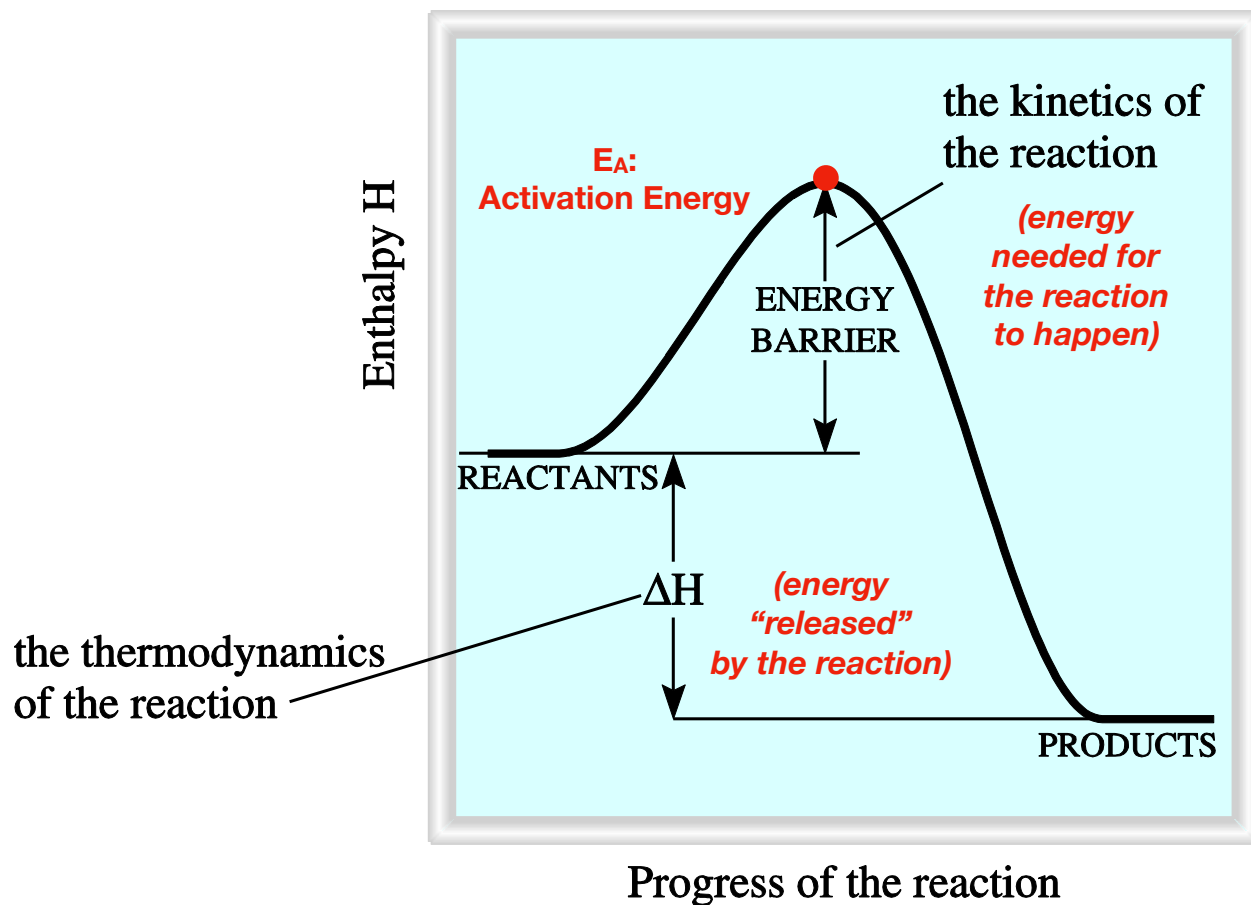 the kinetics of
the reaction
EA:
Activation Energy
(energy
needed for
the reaction
to happen)
Enthalpy H
ENERGY
BARRIER
REACTANTS
ΔH
(energy
“released”
by the reaction)
the thermodynamics
of the reaction
PRODUCTS
Progress of the reaction